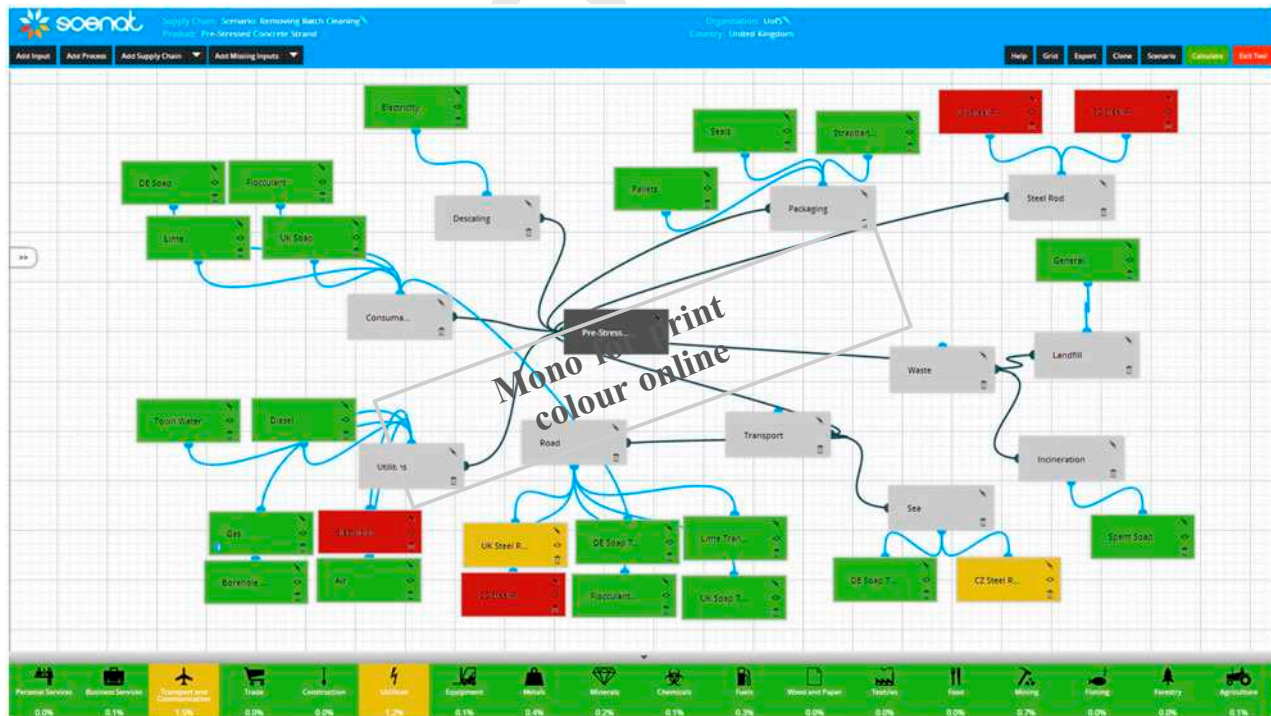 scenat
Supply Chain: Scenario: Removing Batch Cleaning
Product: Pre-Stressed Concrete Strand
Organisation: UofS
Country: United Kingdom
Add Input
Add Process
Add Supply Chain
Add Missing Inputs
Help
Grid
Export
Clone
Scenario
Calculate
Exit Tool
Electricity
Seals
Strapban...
DE Soap
Flocculant
Pallets
Packaging
Steel Rod
Descaling
Lime
UK Soap
General
>>
Consuma...
Pre-Stress...
Mono for print
colour online
Waste
Landfill
Town Water
Diesel
Road
Transport
Utilities
Incineration
Sea
Gas
UK Steel R...
DE Soap T...
Lime Tran...
Spent Soap
Borehole ...
Air
Flocculant...
UK Soap T...
DE Soap T...
CZ Steel R...
Personal Services
Business Services
Transport and
Communication
Trade
Construction
Utilities
Equipment
Metals
Minerals
Chemicals
Fuels
Wood and Paper
Textiles
Food
Mining
Fishing
Forestry
Agriculture
0.0%
0.1%
1.5%
0.0%
0.0%
1.2%
0.1%
0.4%
0.2%
0.1%
0.3%
0.0%
0.0%
0.0%
0.7%
0.0%
0.0%
0.1%